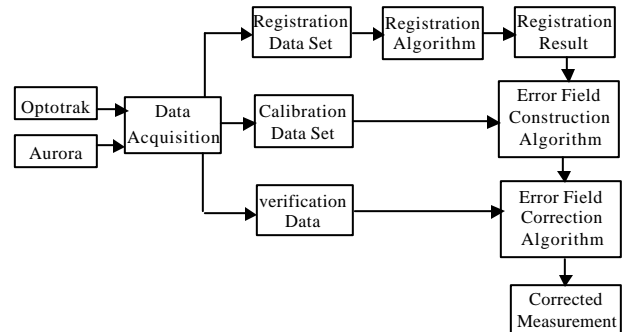 Registration
Data Set
Registration
Algorithm
Registration
Result
Optotrak
Aurora
Data
Acquisition
Calibration
Data Set
Error Field
Construction
Algorithm
verification
Data
Error Field
Correction
Algorithm
Corrected
Measurement